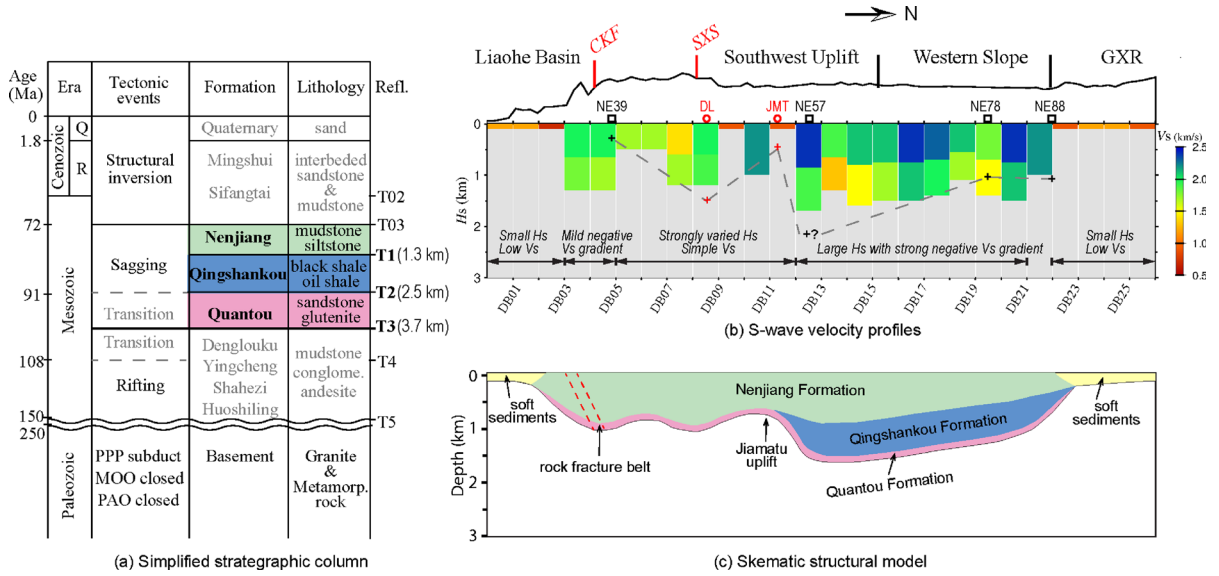 Age
(Ma)
Era
Tectonic
events
Formation
Lithology
Refl.
0
1.8
72
91
108
150
250
Cenozoic
Q
R
Mesozoic
Paleozoic
Structural
inversion
Sagging
Transition
Transition
Rifting
PPP subduct
MOO closed
PAO closed
Quaternary
Mingshui
Sifangtai
Nenjiang
Qingshankou
Quantou
Denglouku
Yingcheng
Shahezi
Huoshiling
Basement
sand
interbeded
sandstone
&
mudstone
mudstone
siltstone
black shale
oil shale
sandstone
glutenite
mudstone
conglome.
andesite
Granite
&
Metamorp.
rock
T02
T03
T1 (1.3 km)
T2 (2.5 km)
T3 (3.7 km)
T4
T5
(a) Simplified strategraphic column
N
Liaohe Basin
CKF
SXS
Southwest Uplift
Western Slope
GXR
NE39
DL
JMT
NE57
NE78
NE88
Hs (km)
0
1
2
3
+?
Small Hs
Low Vs
Mild negative
Vs gradient
Strongly varied Hs
Simple Vs
Large Hs with strong negative Vs gradient
Small Hs
Low Vs
DB01
DB03
DB05
DB07
DB09
DB11
DB13
DB15
DB17
DB19
DB21
DB23
DB25
Vs (km/s)
2.5
2.0
1.5
1.0
0.5
(b) S-wave velocity profiles
Depth (km)
0
1
2
3
soft
sediments
rock fracture belt
Nenjiang Formation
Jiamatu
uplift
Qingshankou Formation
Quantou Formation
soft
sediments
(c) Skematic structural model